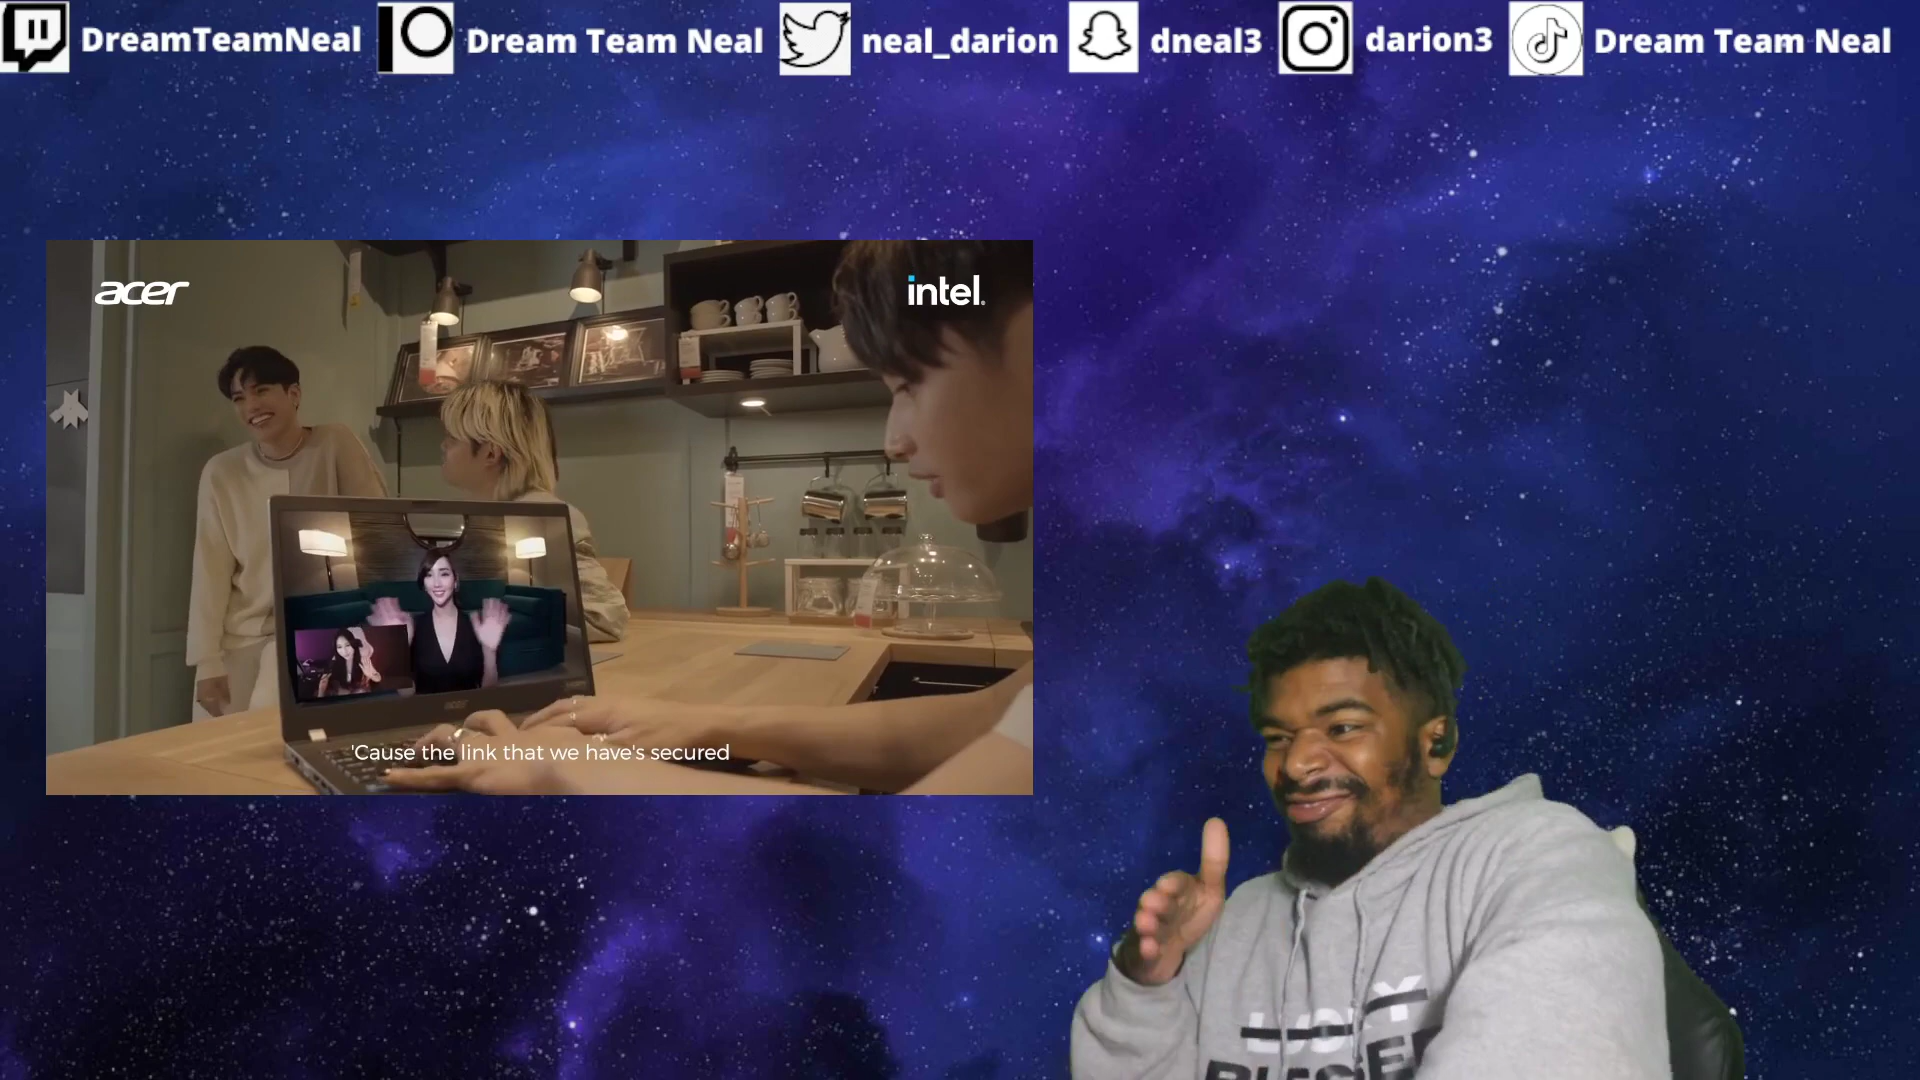 DreamTeamNeal
Dream Team Neal
neal_darion
dneal3
darion3
Dream Team Neal
acer
intel.
'Cause the link that we have's secured
LUCKY